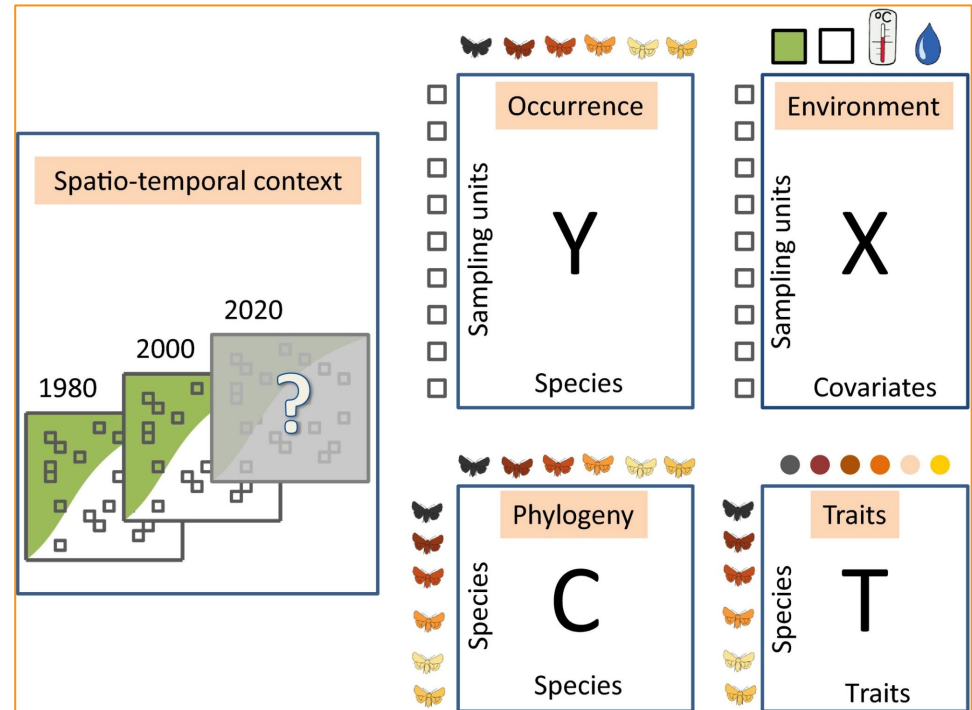 Spatio-temporal context
1980
2000
2020
?
Occurrence
Sampling units
Y
Species
°C
Environment
Sampling units
X
Covariates
Phylogeny
Species
C
Species
Traits
Species
T
Traits